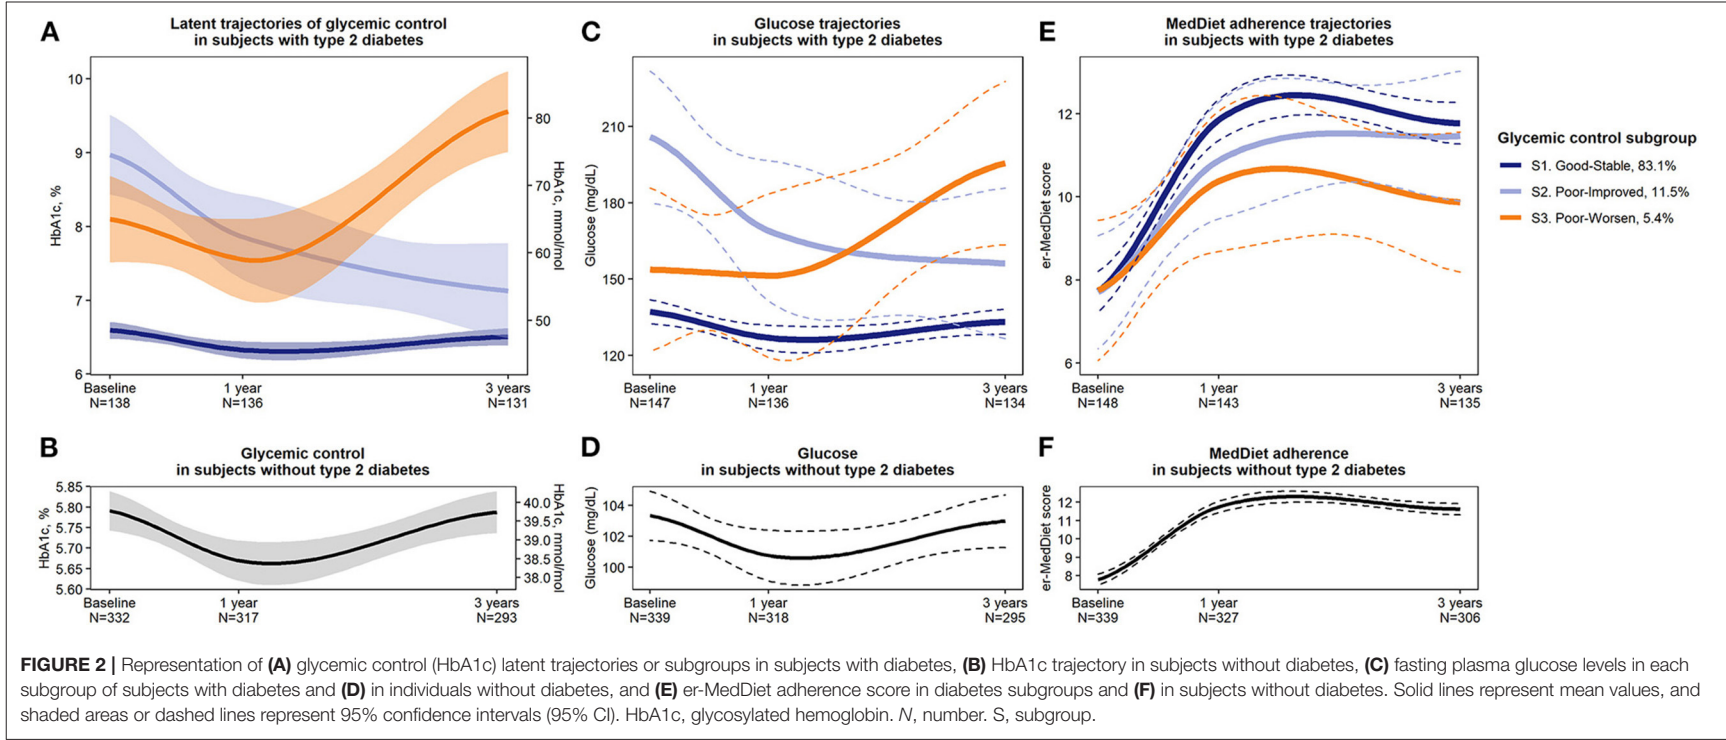 A
Latent trajectories of glycemic control
in subjects with type 2 diabetes
10
9
8
7
6
HbA1c, %
80
70
60
50
HbA1c, mmol/mol
Baseline
N=138
1 year
N=136
3 years
N=131
C
Glucose trajectories
in subjects with type 2 diabetes
210
180
150
120
Glucose (mg/dL)
Baseline
N=147
1 year
N=136
3 years
N=134
E
MedDiet adherence trajectories
in subjects with type 2 diabetes
12
10
8
6
er-MedDiet score
Baseline
N=148
1 year
N=143
3 years
N=135
Glycemic control subgroup
S1. Good-Stable, 83.1%
S2. Poor-Improved, 11.5%
S3. Poor-Worsen, 5.4%
B
Glycemic control
in subjects without type 2 diabetes
5.85
5.80
5.75
5.70
5.65
5.60
HbA1c, %
40.0
39.5
39.0
38.5
38.0
HbA1c, mmol/mol
Baseline
N=332
1 year
N=317
3 years
N=293
D
Glucose
in subjects without type 2 diabetes
104
102
100
Glucose (mg/dL)
Baseline
N=339
1 year
N=318
3 years
N=295
F
MedDiet adherence
in subjects without type 2 diabetes
12
11
10
9
8
er-MedDiet score
Baseline
N=339
1 year
N=327
3 years
N=306
FIGURE 2 | Representation of (A) glycemic control (HbA1c) latent trajectories or subgroups in subjects with diabetes, (B) HbA1c trajectory in subjects without diabetes, (C) fasting plasma glucose levels in each
subgroup of subjects with diabetes and (D) in individuals without diabetes, and (E) er-MedDiet adherence score in diabetes subgroups and (F) in subjects without diabetes. Solid lines represent mean values, and
shaded areas or dashed lines represent 95% confidence intervals (95% CI). HbA1c, glycosylated hemoglobin. N, number. S, subgroup.